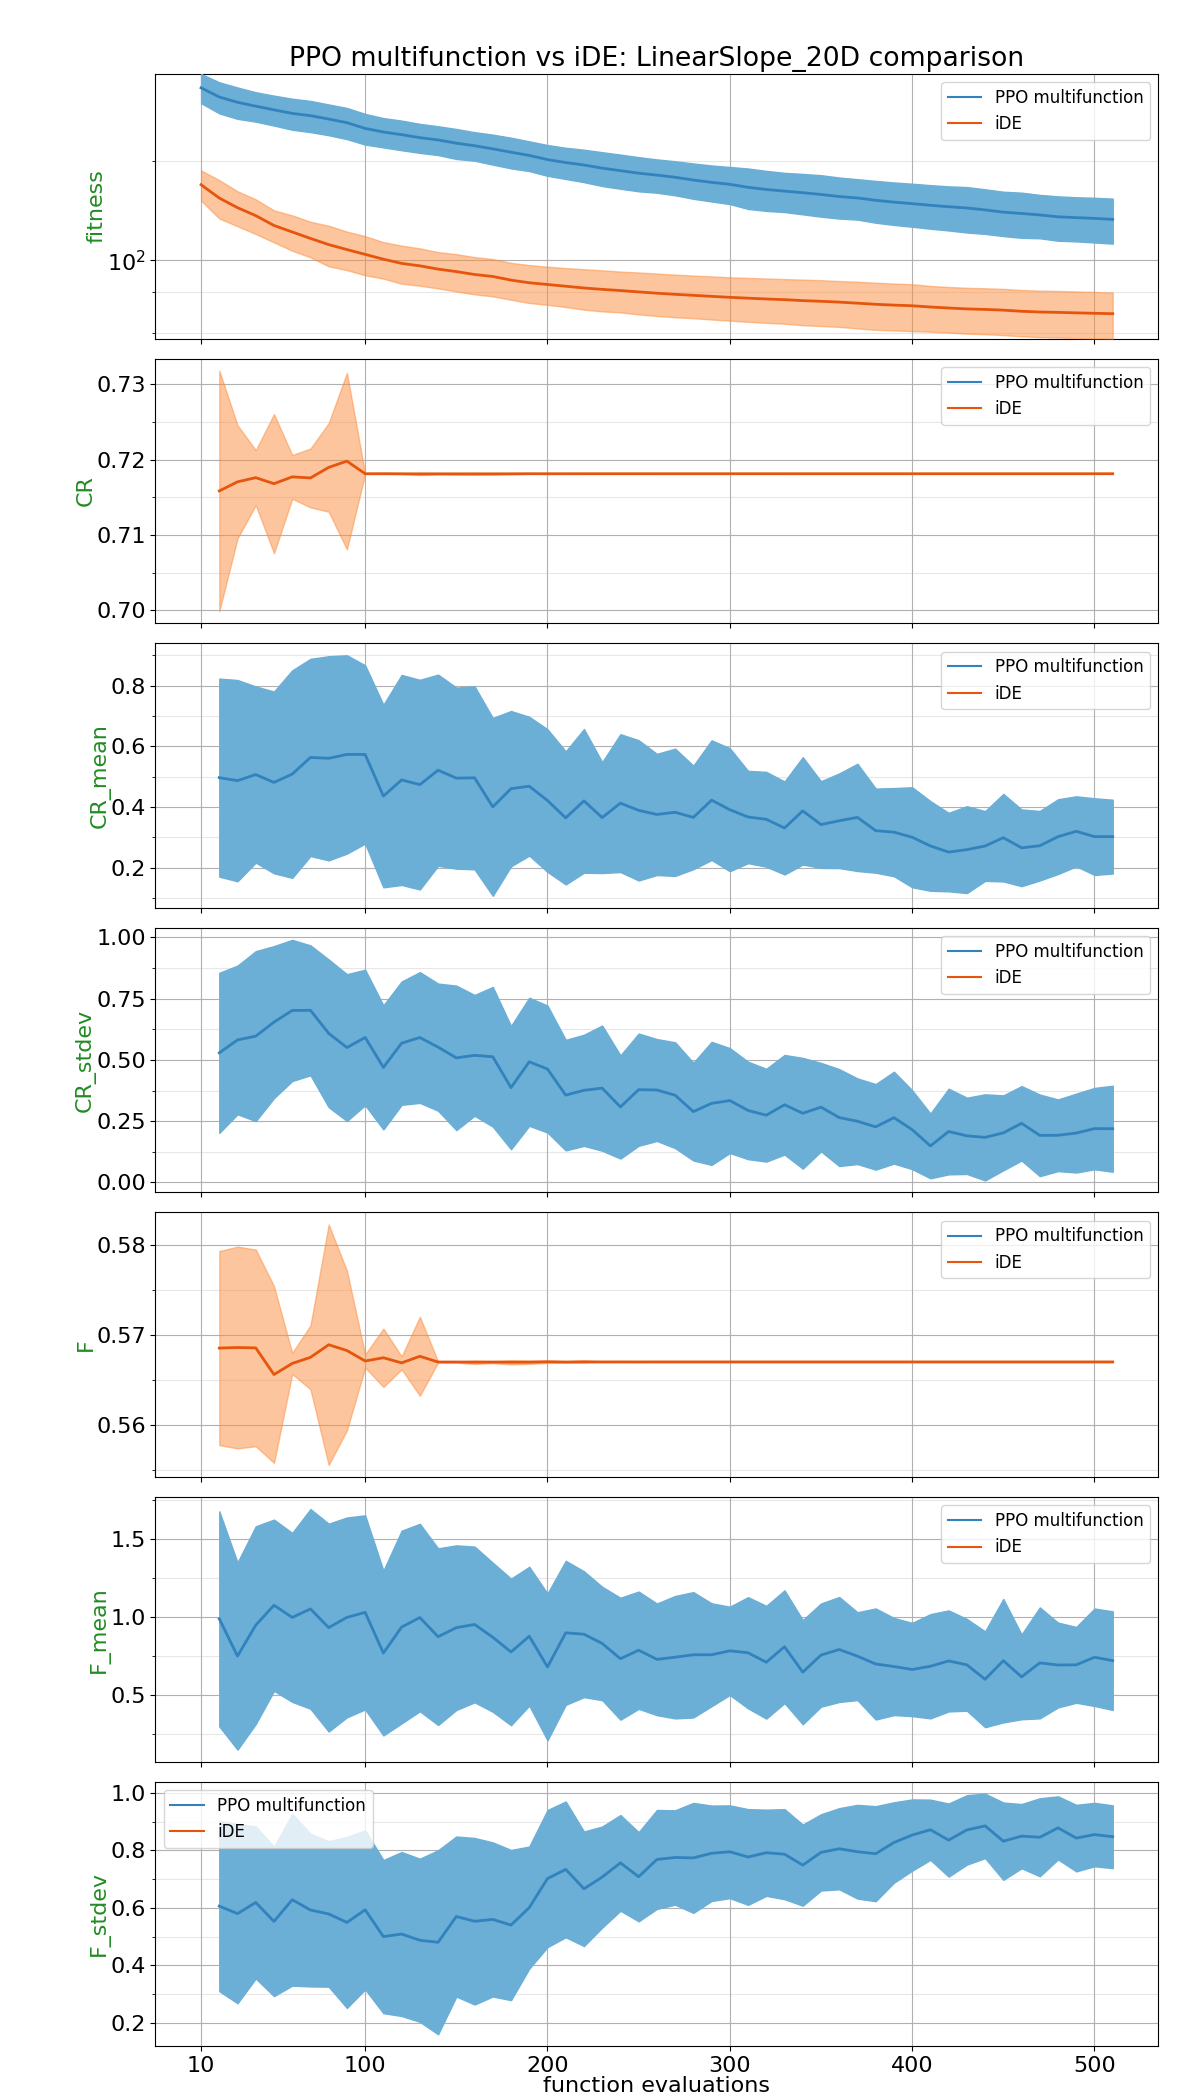 PPO multifunction vs iDE: LinearSlope_20D comparison
fitness
10²
PPO multifunction
iDE
CR
0.73
0.72
0.71
0.70
PPO multifunction
iDE
CR_mean
0.8
0.6
0.4
0.2
PPO multifunction
iDE
CR_stdev
1.00
0.75
0.50
0.25
0.00
PPO multifunction
iDE
F
0.58
0.57
0.56
PPO multifunction
iDE
F_mean
1.5
1.0
0.5
PPO multifunction
iDE
F_stdev
1.0
0.8
0.6
0.4
0.2
PPO multifunction
iDE
10 100 200 300 400 500
function evaluations